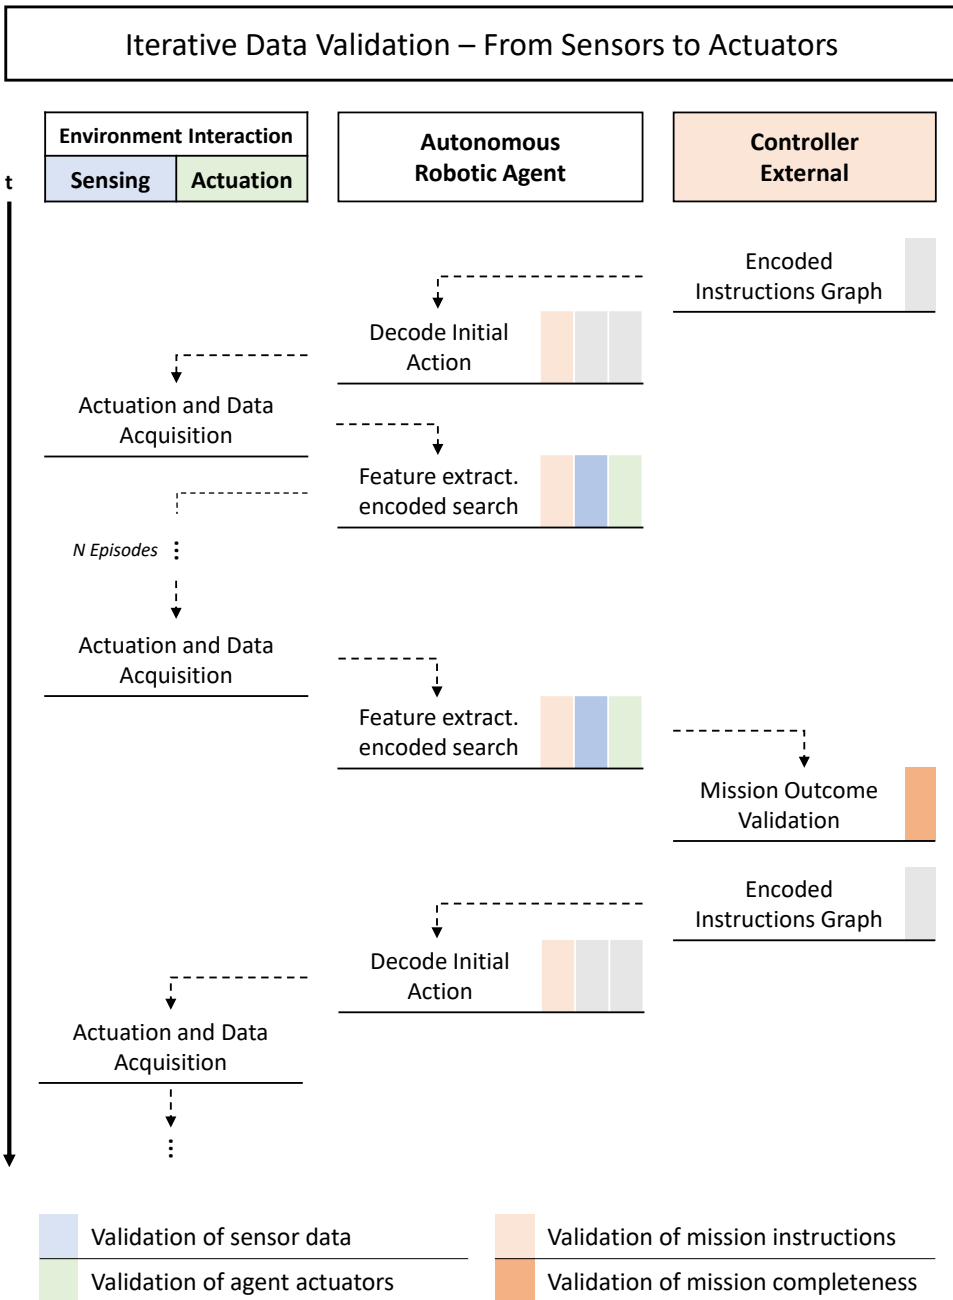 Iterative Data Validation – From Sensors to Actuators
Environment Interaction
Sensing
Actuation
Autonomous
Robotic Agent
Controller
External
t
Encoded
Instructions Graph
Decode Initial
Action
Actuation and Data
Acquisition
Feature extract.
encoded search
N Episodes
Actuation and Data
Acquisition
Feature extract.
encoded search
Mission Outcome
Validation
Encoded
Instructions Graph
Decode Initial
Action
Actuation and Data
Acquisition
Validation of sensor data
Validation of mission instructions
Validation of agent actuators
Validation of mission completeness